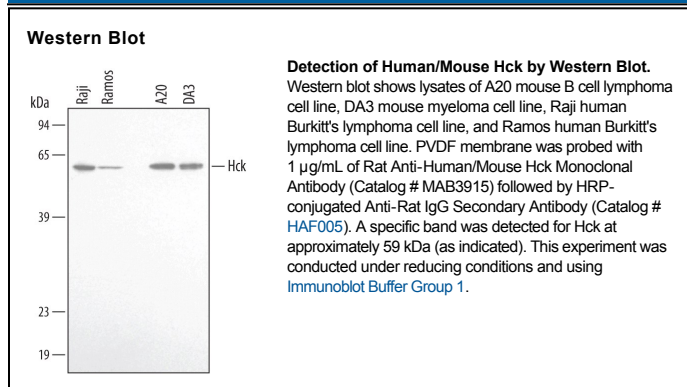 Western Blot
kDa
Raji
Ramos
A20
DA3
94
65
Hck
39
23
19
Detection of Human/Mouse Hck by Western Blot.
Western blot shows lysates of A20 mouse B cell lymphoma
cell line, DA3 mouse myeloma cell line, Raji human
Burkitt's lymphoma cell line, and Ramos human Burkitt's
lymphoma cell line. PVDF membrane was probed with
1 µg/mL of Rat Anti-Human/Mouse Hck Monoclonal
Antibody (Catalog # MAB3915) followed by HRP-
conjugated Anti-Rat IgG Secondary Antibody (Catalog #
HAF005). A specific band was detected for Hck at
approximately 59 kDa (as indicated). This experiment was
conducted under reducing conditions and using
Immunoblot Buffer Group 1.